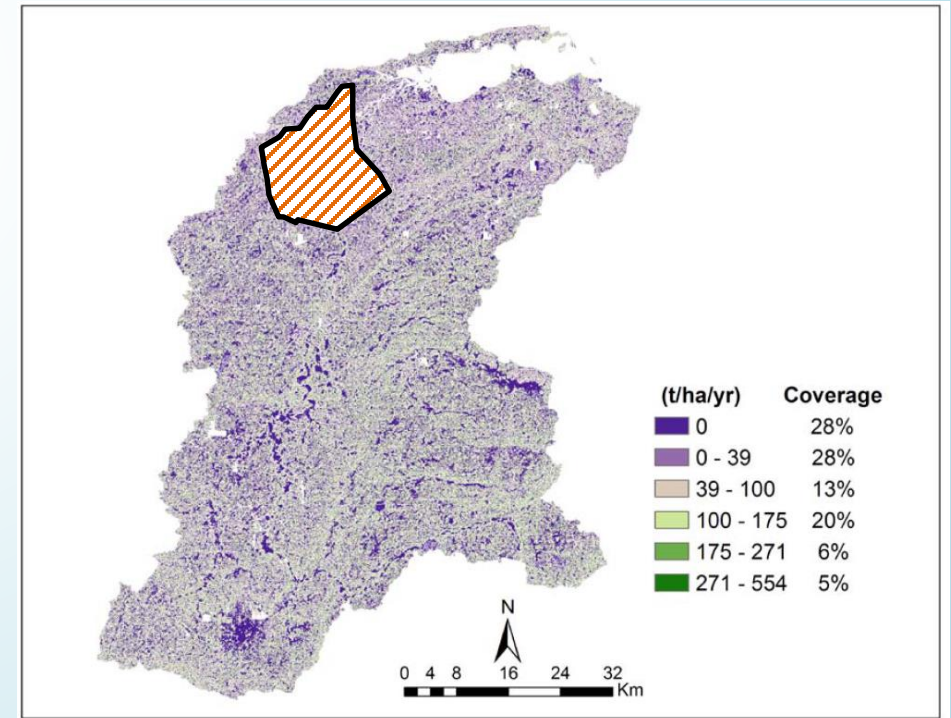 (t/ha/yr) Coverage
0 28%
0 - 39 28%
39 - 100 13%
100 - 175 20%
175 - 271 6%
271 - 554 5%
N
0 4 8 16 24 32
Km